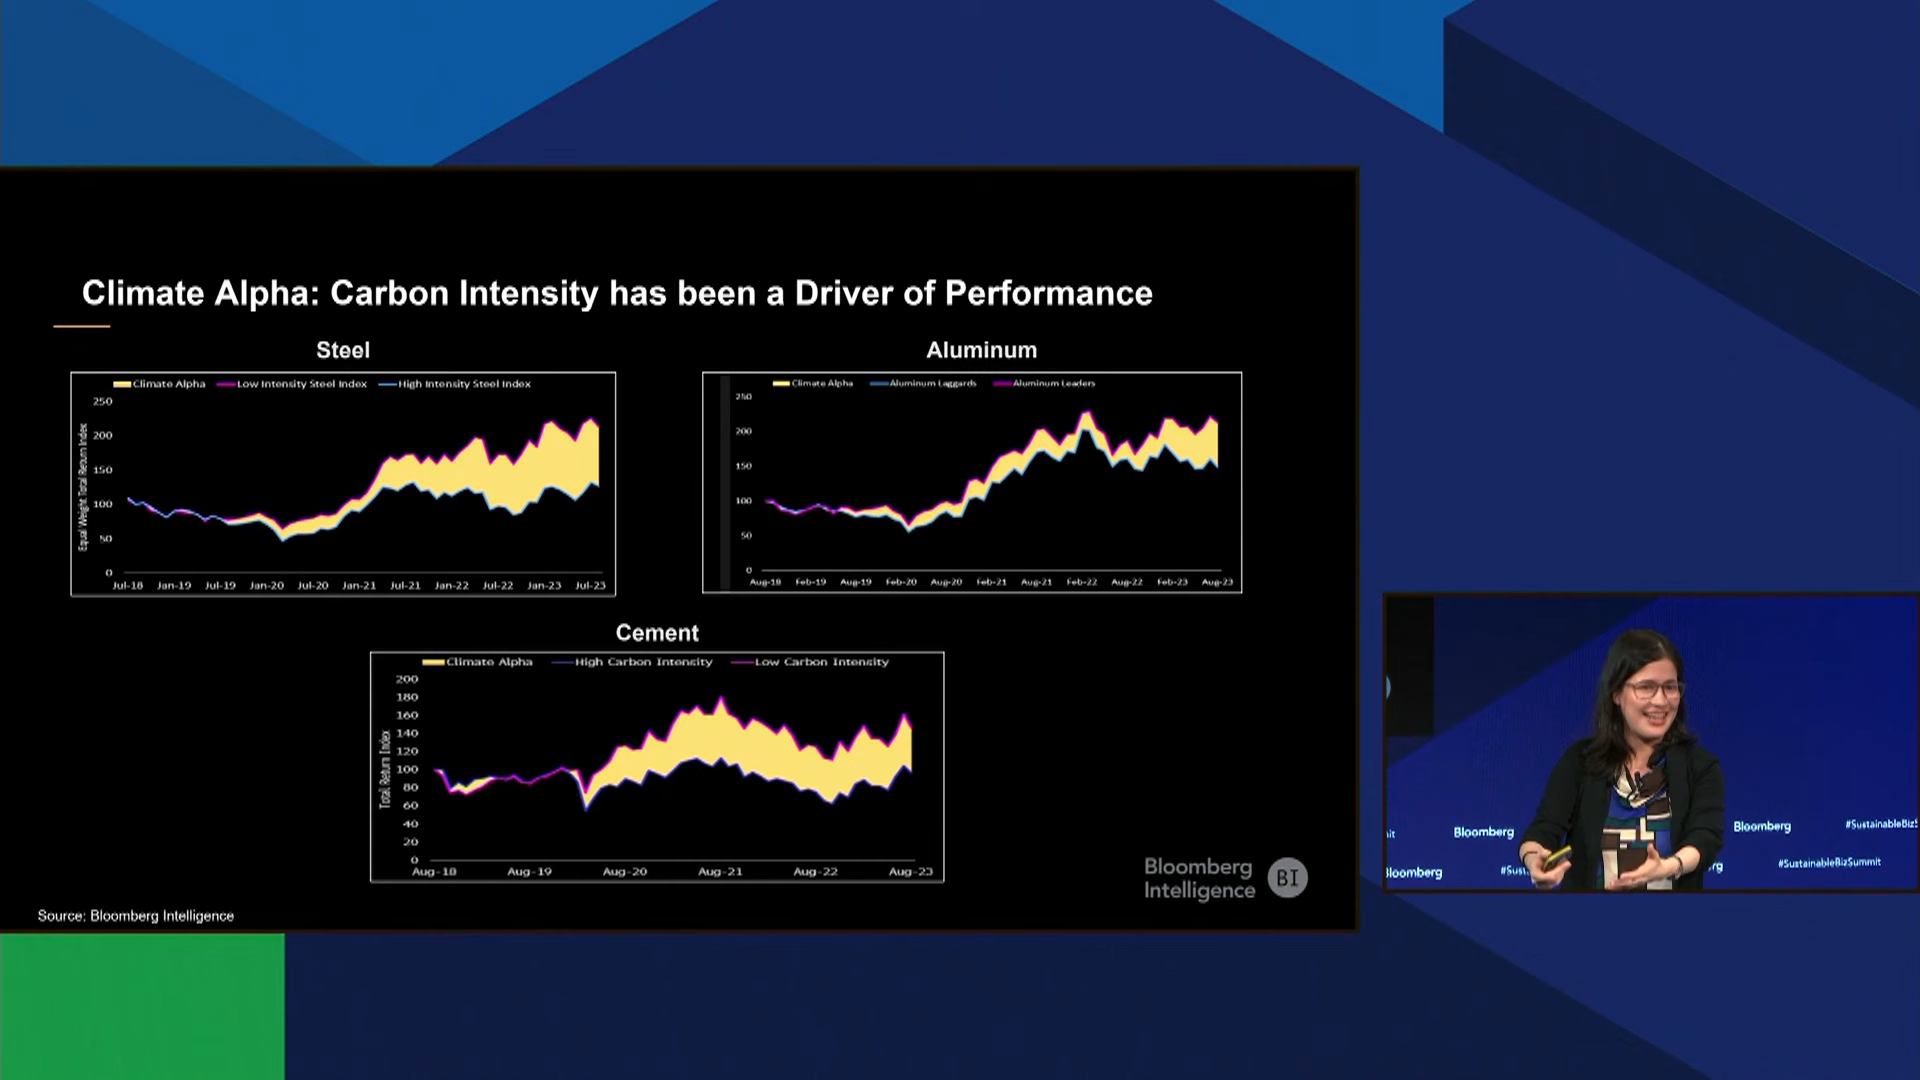 Climate Alpha: Carbon Intensity has been a Driver of Performance
Steel
Climate Alpha Low Intensity Steel Index High Intensity Steel Index
Equal Weight Total Return Index
250
200
150
100
50
0
Jul-18 Jan-19 Jul-19 Jan-20 Jul-20 Jan-21 Jul-21 Jan-22 Jul-22 Jan-23 Jul-23
Aluminum
Climate Alpha Aluminum Laggards Aluminum Leaders
250
200
150
100
50
0
Aug-18 Feb-19 Aug-19 Feb-20 Aug-20 Feb-21 Aug-21 Feb-22 Aug-22 Feb-23 Aug-23
Cement
Climate Alpha High Carbon Intensity Low Carbon Intensity
Total Return Index
200
180
160
140
120
100
80
60
40
20
0
Aug-18 Aug-19 Aug-20 Aug-21 Aug-22 Aug-23
Bloomberg
Intelligence BI
Source: Bloomberg Intelligence
Bloomberg Bloomberg #SustainableBizS
#SustainableBizSummit